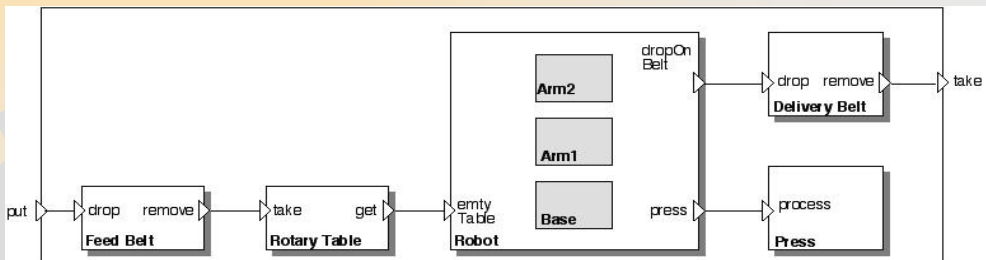 dropOn
Belt
Arm2
drop remove
take
Delivery Belt
Arm1
put
drop remove
Feed Belt
take get
Rotary Table
emty
Table
Base
press
Robot
process
Press